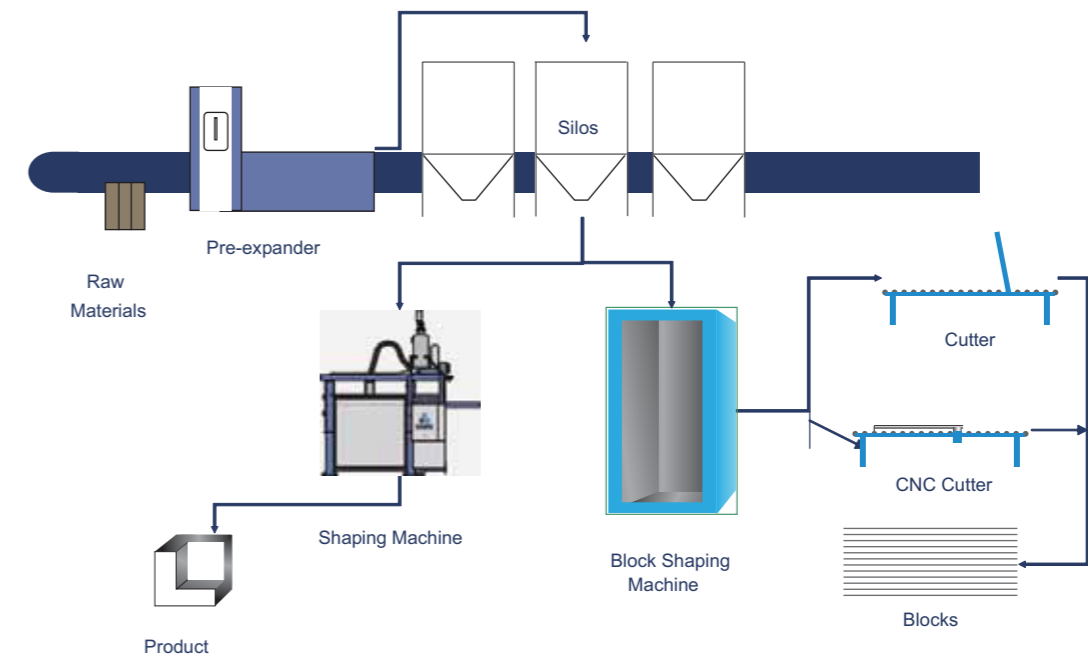 Silos
Pre-expander
Raw
Materials
Cutter
CNC Cutter
Shaping Machine
Block Shaping
Machine
Blocks
Product